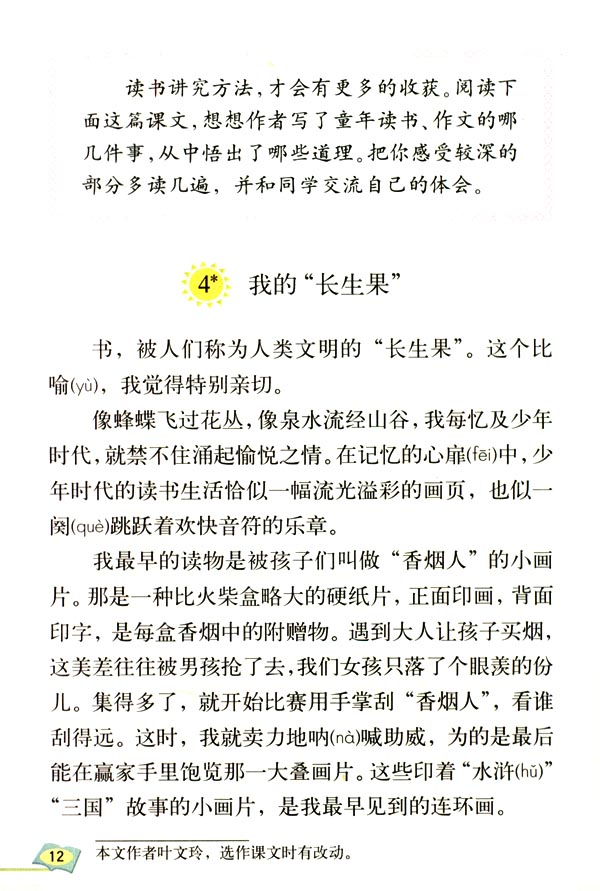 读书讲究方法，才会有更多的收获。阅读下
面这篇课文，想想作者写了童年读书、作文的哪
几件事，从中悟出了哪些道理。把你感受较深的
部分多读几遍，并和同学交流自己的体会。
4* 我的“长生果”
书，被人们称为人类文明的“长生果”。这个比
喻(yù)，我觉得特别亲切。
像蜂蝶飞过花丛，像泉水流经山谷，我每忆及少年
时代，就禁不住涌起愉悦之情。在记忆的心扉(fēi)中，少
年时代的读书生活恰似一幅流光溢彩的画页，也似一
阕(què)跳跃着欢快音符的乐章。
我最早的读物是被孩子们叫做“香烟人”的小画
片。那是一种比火柴盒略大的硬纸片，正面印画，背面
印字，是每盒香烟中的附赠物。遇到大人让孩子买烟，
这美差往往被男孩抢了去，我们女孩只落了个眼羡的份
儿。集得多了，就开始比赛用手掌刮“香烟人”，看谁
刮得远。这时，我就卖力地呐(nà)喊助威，为的是最后
能在赢家手里饱览那一大叠画片。这些印着“水浒(hǔ)”
“三国”故事的小画片，是我最早见到的连环画。
本文作者叶文玲，选作课文时有改动。
12